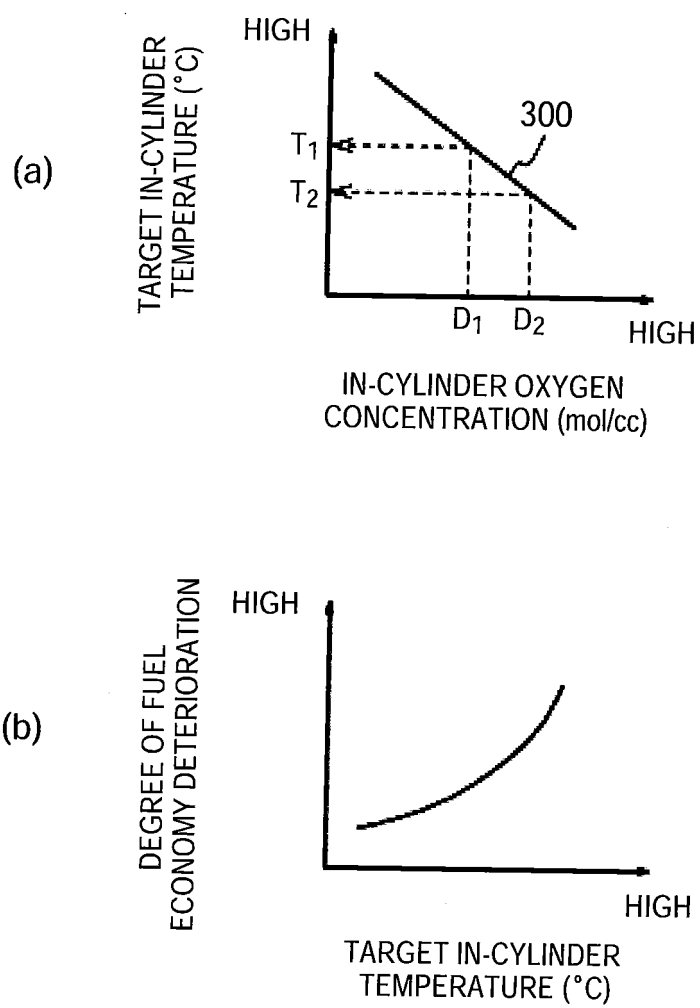 (a)
HIGH
TARGET IN-CYLINDER
TEMPERATURE (°C)
300
T1
T2
D1
D2
HIGH
IN-CYLINDER OXYGEN
CONCENTRATION (mol/cc)
(b)
HIGH
DEGREE OF FUEL
ECONOMY DETERIORATION
HIGH
TARGET IN-CYLINDER
TEMPERATURE (°C)